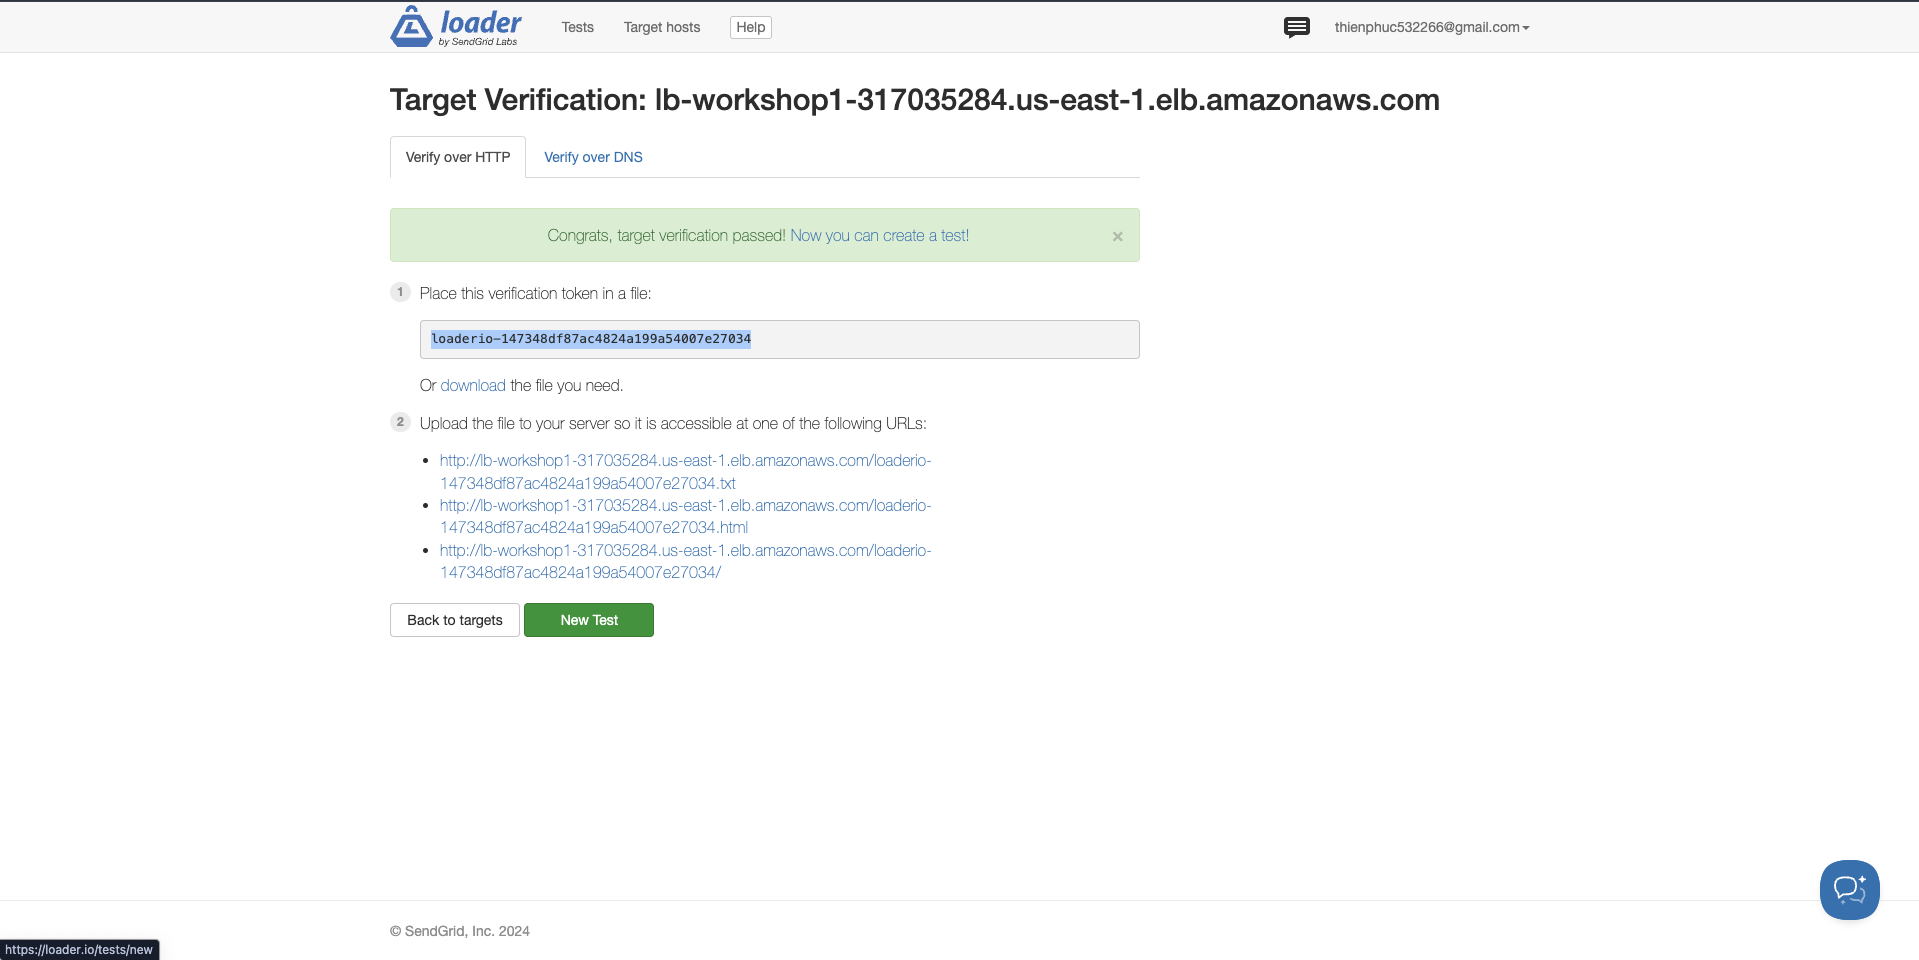 loader
by SendGrid Labs
Tests
Target hosts
Help
thienphuc532266@gmail.com
Target Verification: lb-workshop1-317035284.us-east-1.elb.amazonaws.com
Verify over HTTP
Verify over DNS
Congrats, target verification passed! Now you can create a test!
×
1
Place this verification token in a file:
loaderio-147348df87ac4824a199a54007e27034
Or download the file you need.
2
Upload the file to your server so it is accessible at one of the following URLs:
http://lb-workshop1-317035284.us-east-1.elb.amazonaws.com/loaderio-
147348df87ac4824a199a54007e27034.txt
http://lb-workshop1-317035284.us-east-1.elb.amazonaws.com/loaderio-
147348df87ac4824a199a54007e27034.html
http://lb-workshop1-317035284.us-east-1.elb.amazonaws.com/loaderio-
147348df87ac4824a199a54007e27034/
Back to targets
New Test
© SendGrid, Inc. 2024
https://loader.io/tests/new